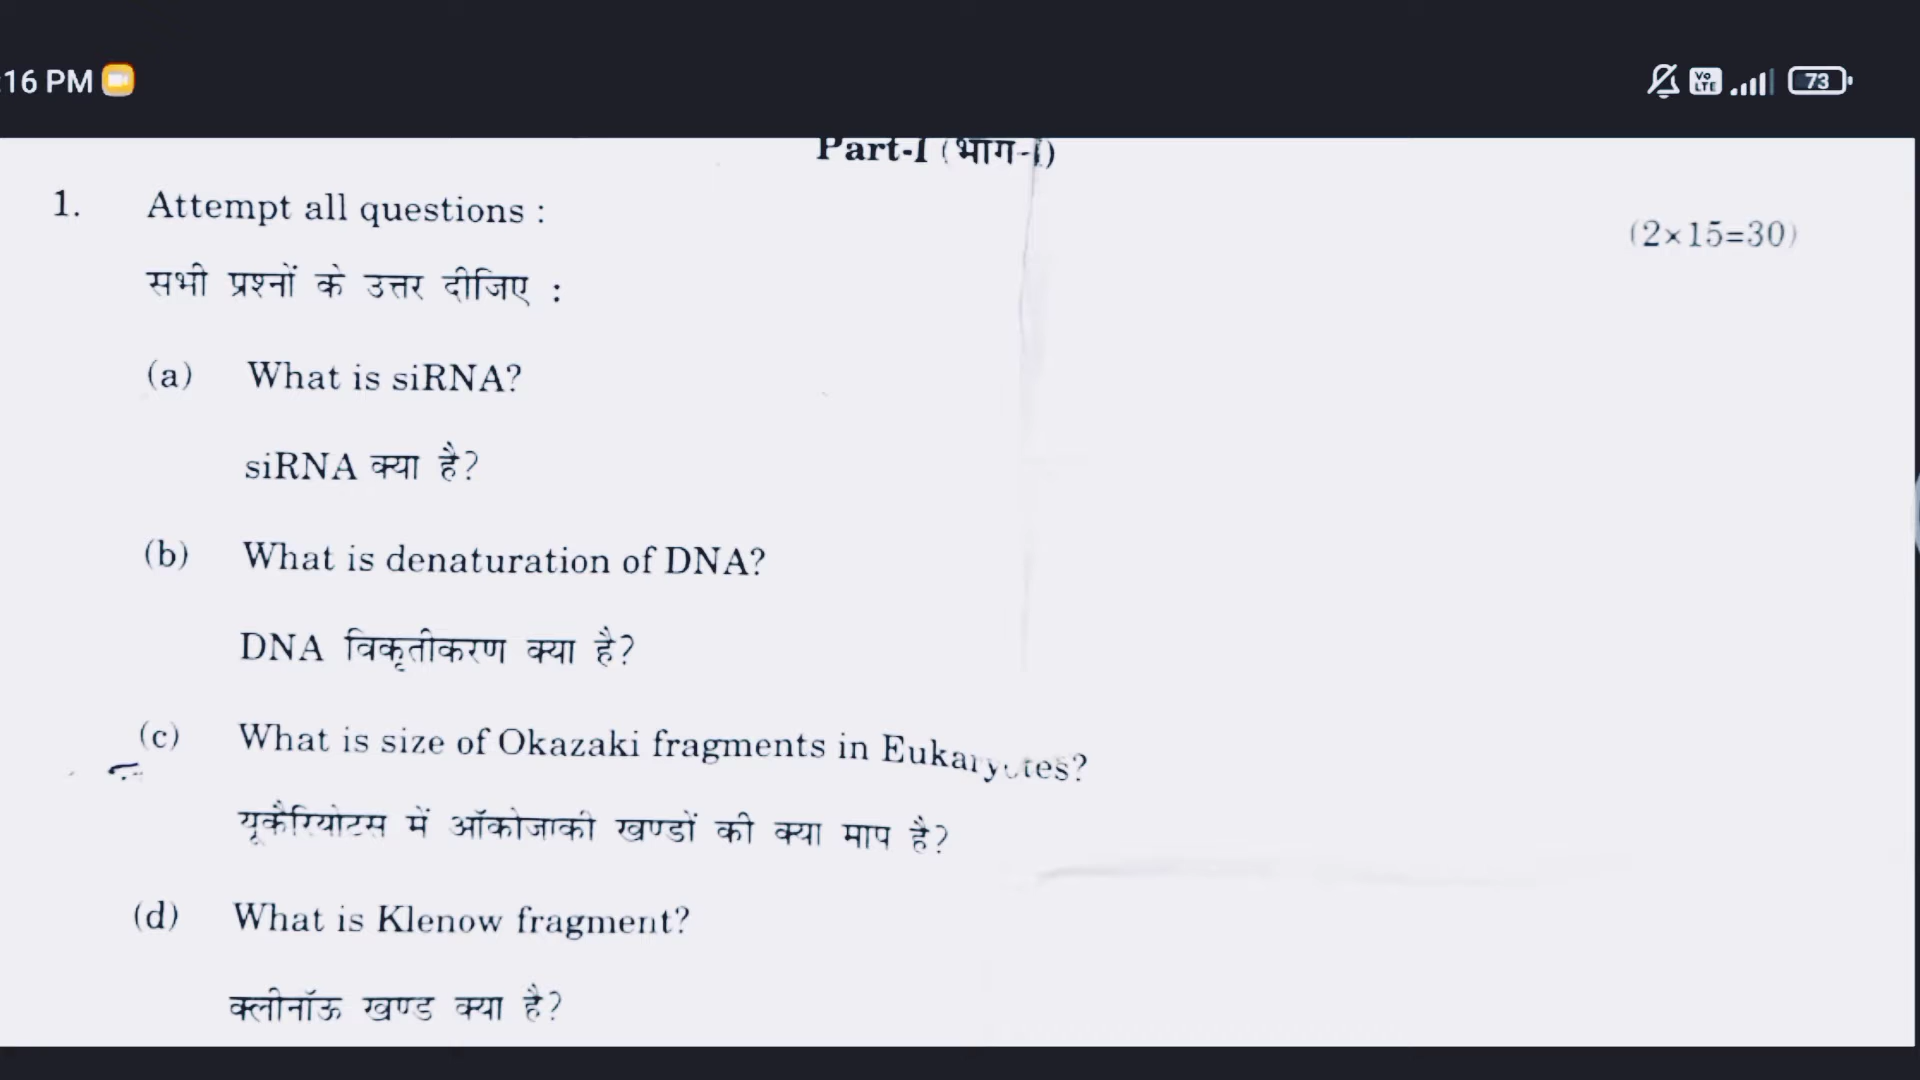 :16 PM
Vo LTE 73
Part-I (भाग-I)
1. Attempt all questions : (2×15=30)
सभी प्रश्नों के उत्तर दीजिए :
(a) What is siRNA?
siRNA क्या है?
(b) What is denaturation of DNA?
DNA विकृतीकरण क्या है?
(c) What is size of Okazaki fragments in Eukaryotes?
यूकैरियोटस में ऑकोजाकी खण्डों की क्या माप है?
(d) What is Klenow fragment?
क्लीनॉऊ खण्ड क्या है?